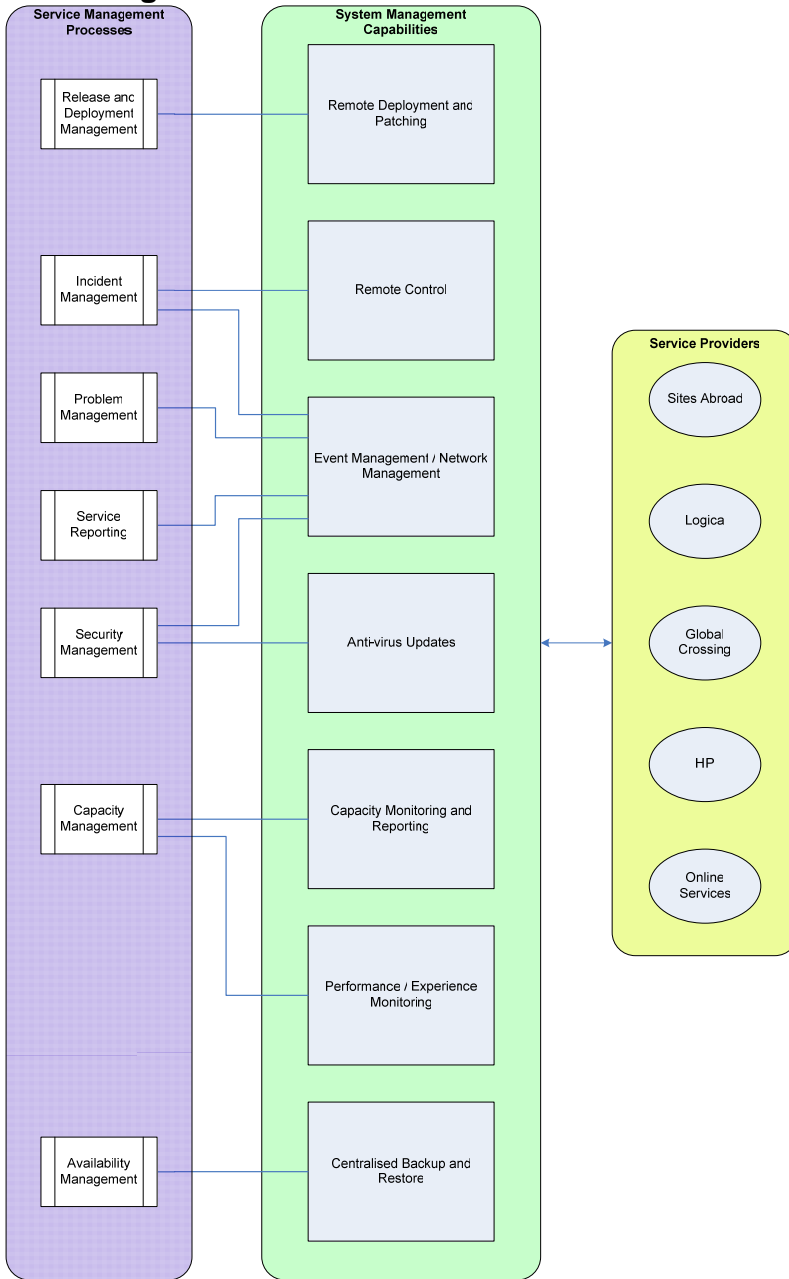 Service Management
Processes
Release and
Deployment
Management
Incident
Management
Problem
Management
Service
Reporting
Security
Management
Capacity
Management
Availability
Management
System Management
Capabilities
Remote Deployment and
Patching
Remote Control
Event Management / Network
Management
Anti-virus Updates
Capacity Monitoring and
Reporting
Performance / Experience
Monitoring
Centralised Backup and
Restore
Service Providers
Sites Abroad
Logica
Global
Crossing
HP
Online
Services